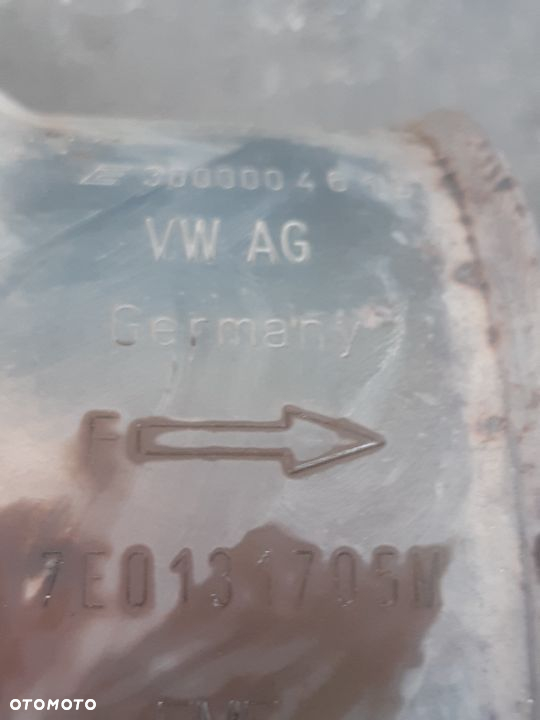 VW AG
Germany
F
7E0131705M
OTOMOTO